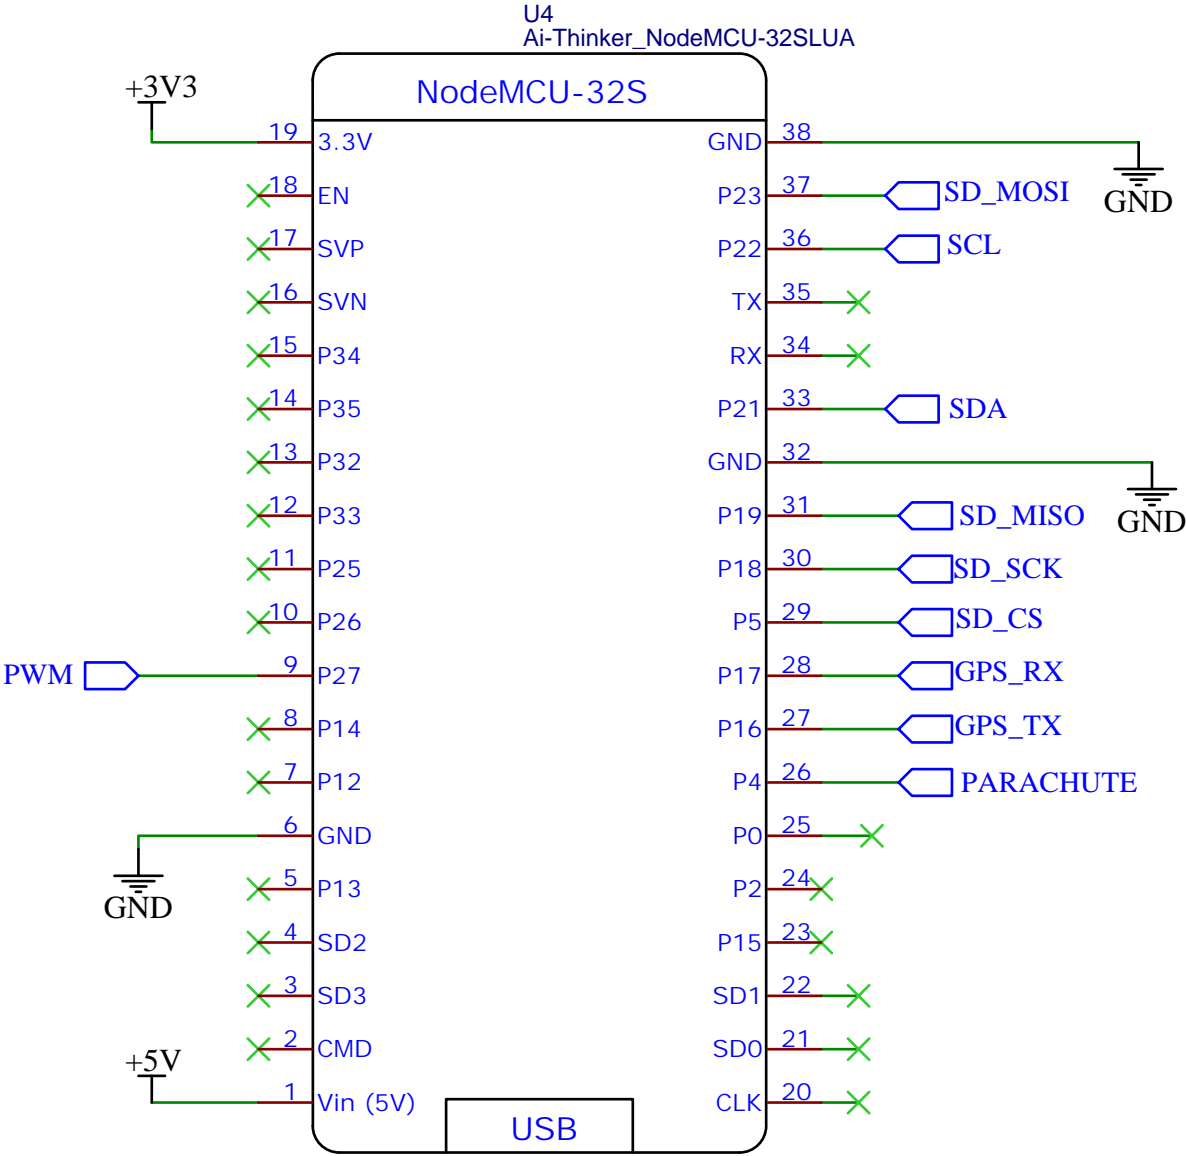 U4
Ai-Thinker_NodeMCU-32SLUA
NodeMCU-32S
+3V3
19 3.3V GND 38
GND
18 EN P23 37 SD_MOSI
17 SVP P22 36 SCL
16 SVN TX 35
15 P34 RX 34
14 P35 P21 33 SDA
13 P32 GND 32
GND
12 P33 P19 31 SD_MISO
11 P25 P18 30 SD_SCK
10 P26 P5 29 SD_CS
PWM 9 P27 P17 28 GPS_RX
8 P14 P16 27 GPS_TX
7 P12 P4 26 PARACHUTE
6 GND P0 25
GND
5 P13 P2 24
4 SD2 P15 23
3 SD3 SD1 22
2 CMD SD0 21
+5V
1 Vin (5V) CLK 20
USB